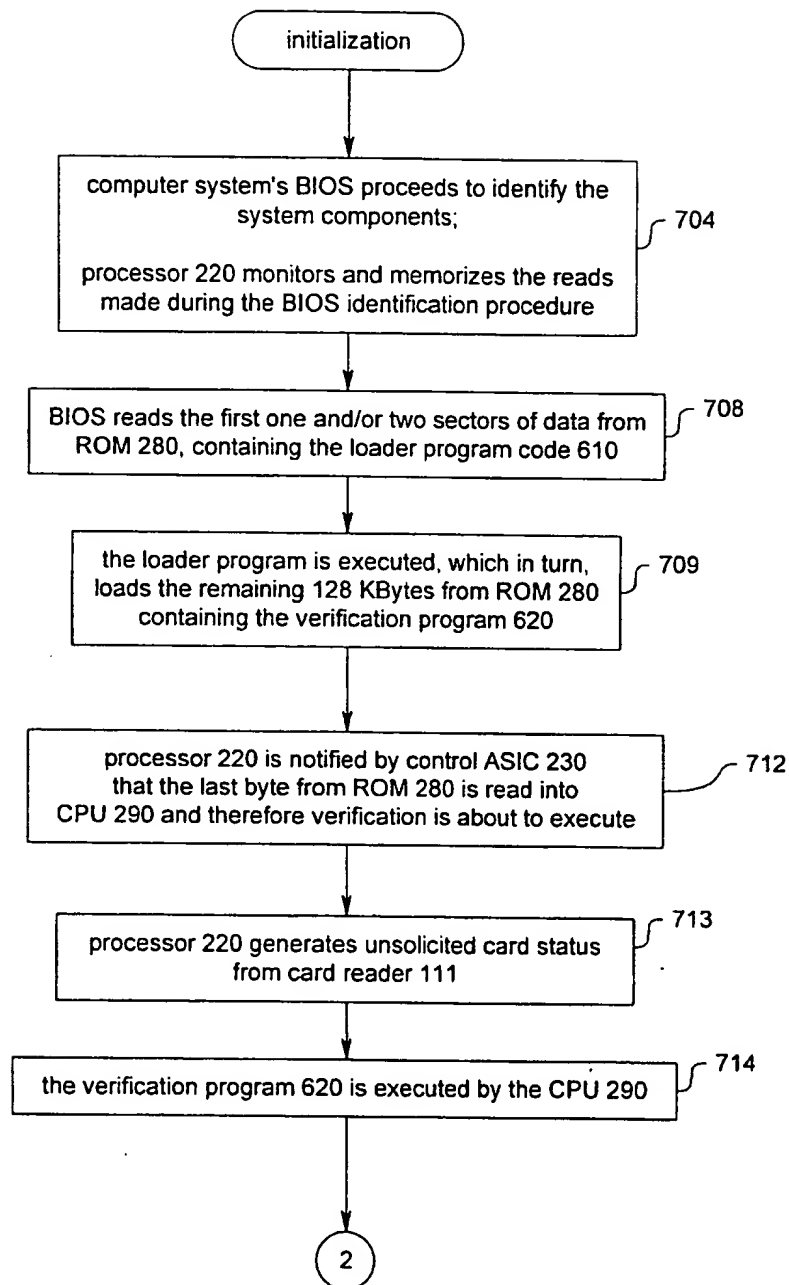 initialization
computer system's BIOS proceeds to identify the
system components;
processor 220 monitors and memorizes the reads
made during the BIOS identification procedure
704
BIOS reads the first one and/or two sectors of data from
ROM 280, containing the loader program code 610
708
the loader program is executed, which in turn,
loads the remaining 128 KBytes from ROM 280
containing the verification program 620
709
processor 220 is notified by control ASIC 230
that the last byte from ROM 280 is read into
CPU 290 and therefore verification is about to execute
712
processor 220 generates unsolicited card status
from card reader 111
713
the verification program 620 is executed by the CPU 290
714
2